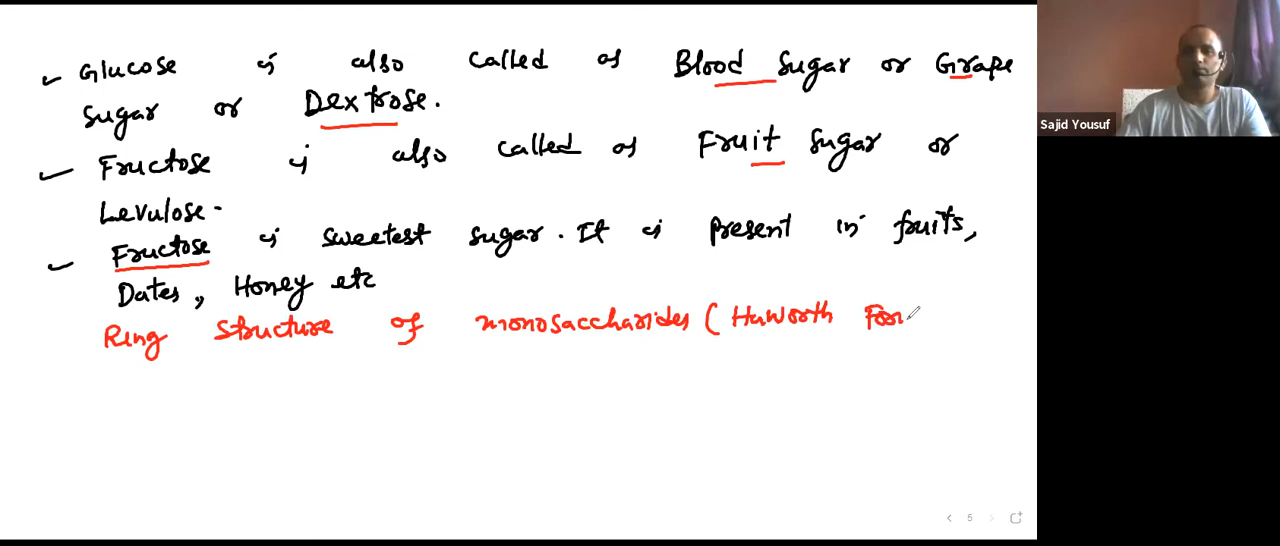 Glucose is also called as Blood Sugar or Grape
Sugar or Dextrose.
Fructose is also called as Fruit Sugar or
Levulose.
Fructose is sweetest sugar. It is present in fruits,
Dates, Honey etc
Ring Structure of monosaccharides (Haworth For
Sajid Yousuf
5